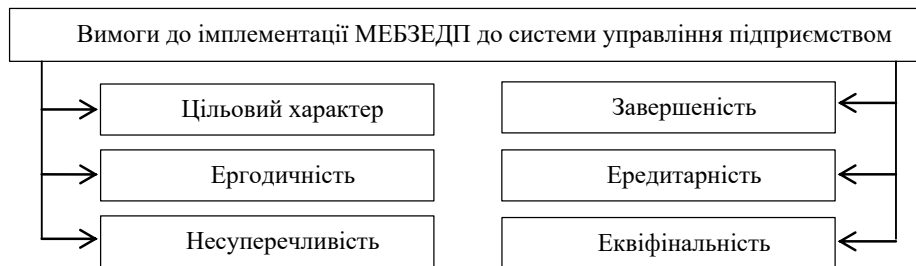 Вимоги до імплементації МЕБЗЕДП до системи управління підприємством
Цільовий характер
Завершеність
Ергодичність
Ередитарність
Несуперечливість
Еквіфінальність